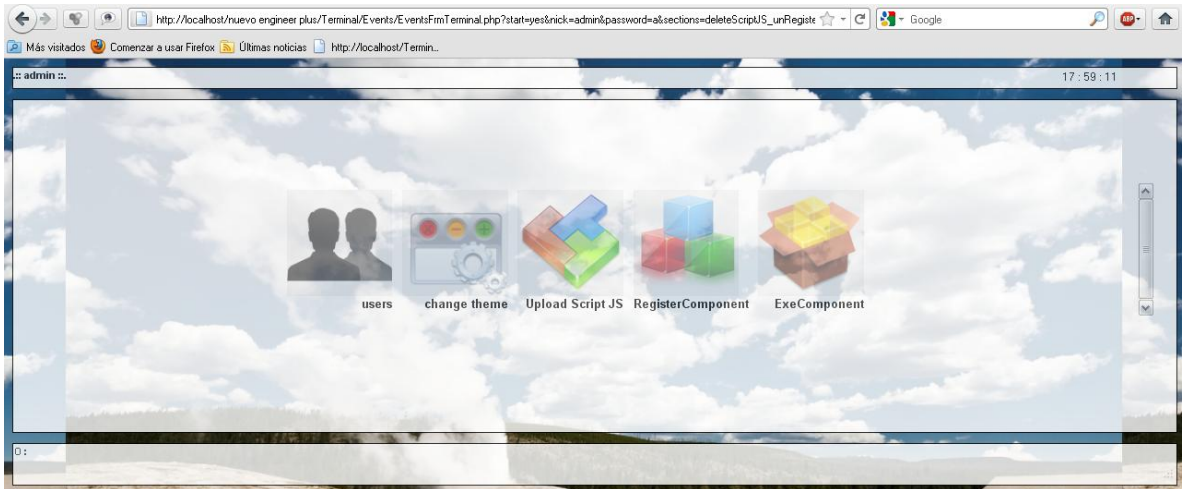 http://localhost/nuevo engineer plus/Terminal/Events/EventsFrmTerminal.php?start=yes&nick=admin&password=a&sections=deleteScriptJS_unRegiste
Google
ABP
Más visitados Comenzar a usar Firefox Últimas noticias http://localhost/Termin...
.:: admin ::.
17 : 59 : 11
users change theme Upload Script JS RegisterComponent ExeComponent
0: